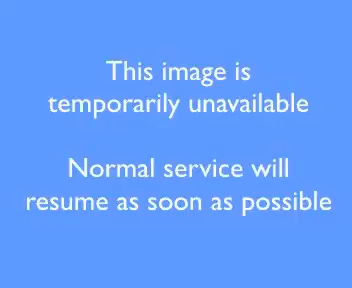 This image is
temporarily unavailable
Normal service will
resume as soon as possible